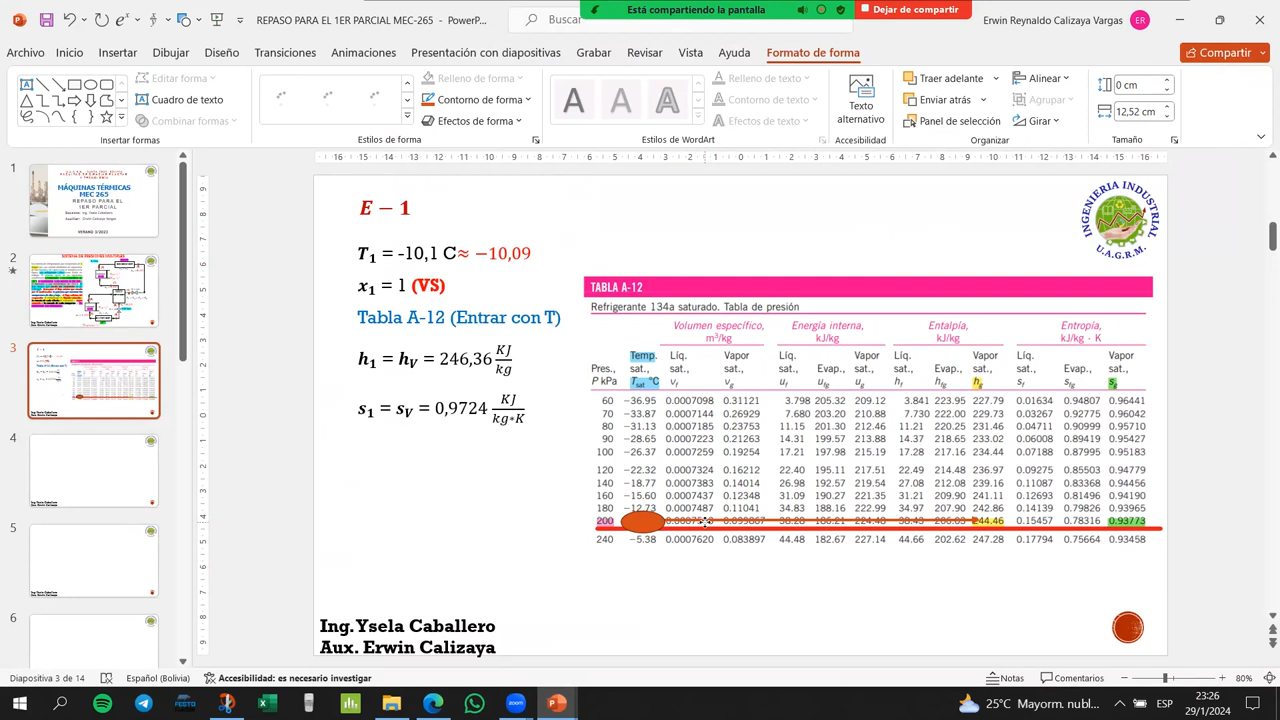 REPASO PARA EL 1ER PARCIAL MEC-265 - PowerP...
Buscar
Está compartiendo la pantalla
Dejar de compartir
Erwin Reynaldo Calizaya Vargas
ER
Archivo Inicio Insertar Dibujar Diseño Transiciones Animaciones Presentación con diapositivas Grabar Revisar Vista Ayuda Formato de forma
Compartir
Editar forma
Cuadro de texto
Combinar formas
Insertar formas
Relleno de forma
Contorno de forma
Efectos de forma
Estilos de forma
Relleno de texto
Contorno de texto
Efectos de texto
Estilos de WordArt
Texto alternativo
Accesibilidad
Traer adelante
Enviar atrás
Panel de selección
Alinear
Agrupar
Girar
Organizar
0 cm
12,52 cm
Tamaño
1
MÁQUINAS TÉRMICAS
MEC 265
REPASO PARA EL
1ER PARCIAL
2
3
4
5
6
E − 1
T1 = -10,1 C≈ −10,09
x1 = 1 (VS)
Tabla A-12 (Entrar con T)
h1 = hV = 246,36 KJ/kg
s1 = sV = 0,9724 KJ/kg∗K
INGENIERIA INDUSTRIAL
U.A.G.R.M.
TABLA A-12
Refrigerante 134a saturado. Tabla de presión
Volumen específico, m³/kg Energía interna, kJ/kg Entalpía, kJ/kg Entropía, kJ/kg · K
Temp. Líq. Vapor Líq. Vapor Líq. Vapor Líq. Vapor
Pres., sat., sat., sat., sat., Evap., sat., sat., Evap., sat., sat., Evap., sat.,
P kPa Tsat °C vf vg uf ufg ug hf hfg hg sf sfg sg
60 −36.95 0.0007098 0.31121 3.798 205.32 209.12 3.841 223.95 227.79 0.01634 0.94807 0.96441
70 −33.87 0.0007144 0.26929 7.680 203.20 210.88 7.730 222.00 229.73 0.03267 0.92775 0.96042
80 −31.13 0.0007185 0.23753 11.15 201.30 212.46 11.21 220.25 231.46 0.04711 0.90999 0.95710
90 −28.65 0.0007223 0.21263 14.31 199.57 213.88 14.37 218.65 233.02 0.06008 0.89419 0.95427
100 −26.37 0.0007259 0.19254 17.21 197.98 215.19 17.28 217.16 234.44 0.07188 0.87995 0.95183
120 −22.32 0.0007324 0.16212 22.40 195.11 217.51 22.49 214.48 236.97 0.09275 0.85503 0.94779
140 −18.77 0.0007383 0.14014 26.98 192.57 219.54 27.08 212.08 239.16 0.11087 0.83368 0.94456
160 −15.60 0.0007437 0.12348 31.09 190.27 221.35 31.21 209.90 241.11 0.12693 0.81496 0.94190
180 −12.73 0.0007487 0.11041 34.83 188.16 222.99 34.97 207.90 242.86 0.14139 0.79826 0.93965
200 244.46 0.15457 0.78316 0.93773
240 −5.38 0.0007620 0.083897 44.48 182.67 227.14 44.66 202.62 247.28 0.17794 0.75664 0.93458
Ing.Ysela Caballero
Aux. Erwin Calizaya
Diapositiva 3 de 14
Español (Bolivia)
Accesibilidad: es necesario investigar
Notas
Comentarios
80%
FESTO
zoom
25°C Mayorm. nubl...
ESP
23:26
29/1/2024